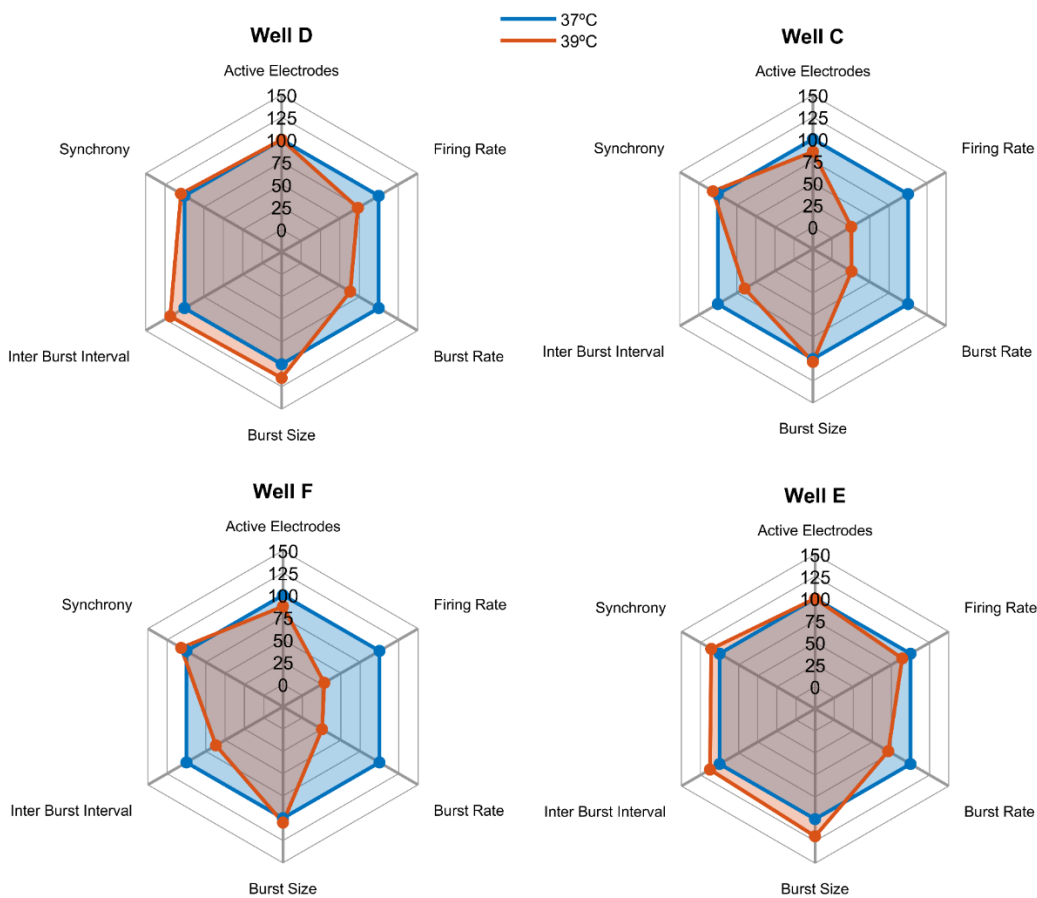 37ºC
39ºC
Well D
Active Electrodes
150
125
100
75
50
25
0
Synchrony
Firing Rate
Inter Burst Interval
Burst Rate
Burst Size
Well C
Active Electrodes
150
125
100
75
50
25
0
Synchrony
Firing Rate
Inter Burst Interval
Burst Rate
Burst Size
Well F
Active Electrodes
150
125
100
75
50
25
0
Synchrony
Firing Rate
Inter Burst Interval
Burst Rate
Burst Size
Well E
Active Electrodes
150
125
100
75
50
25
0
Synchrony
Firing Rate
Inter Burst Interval
Burst Rate
Burst Size